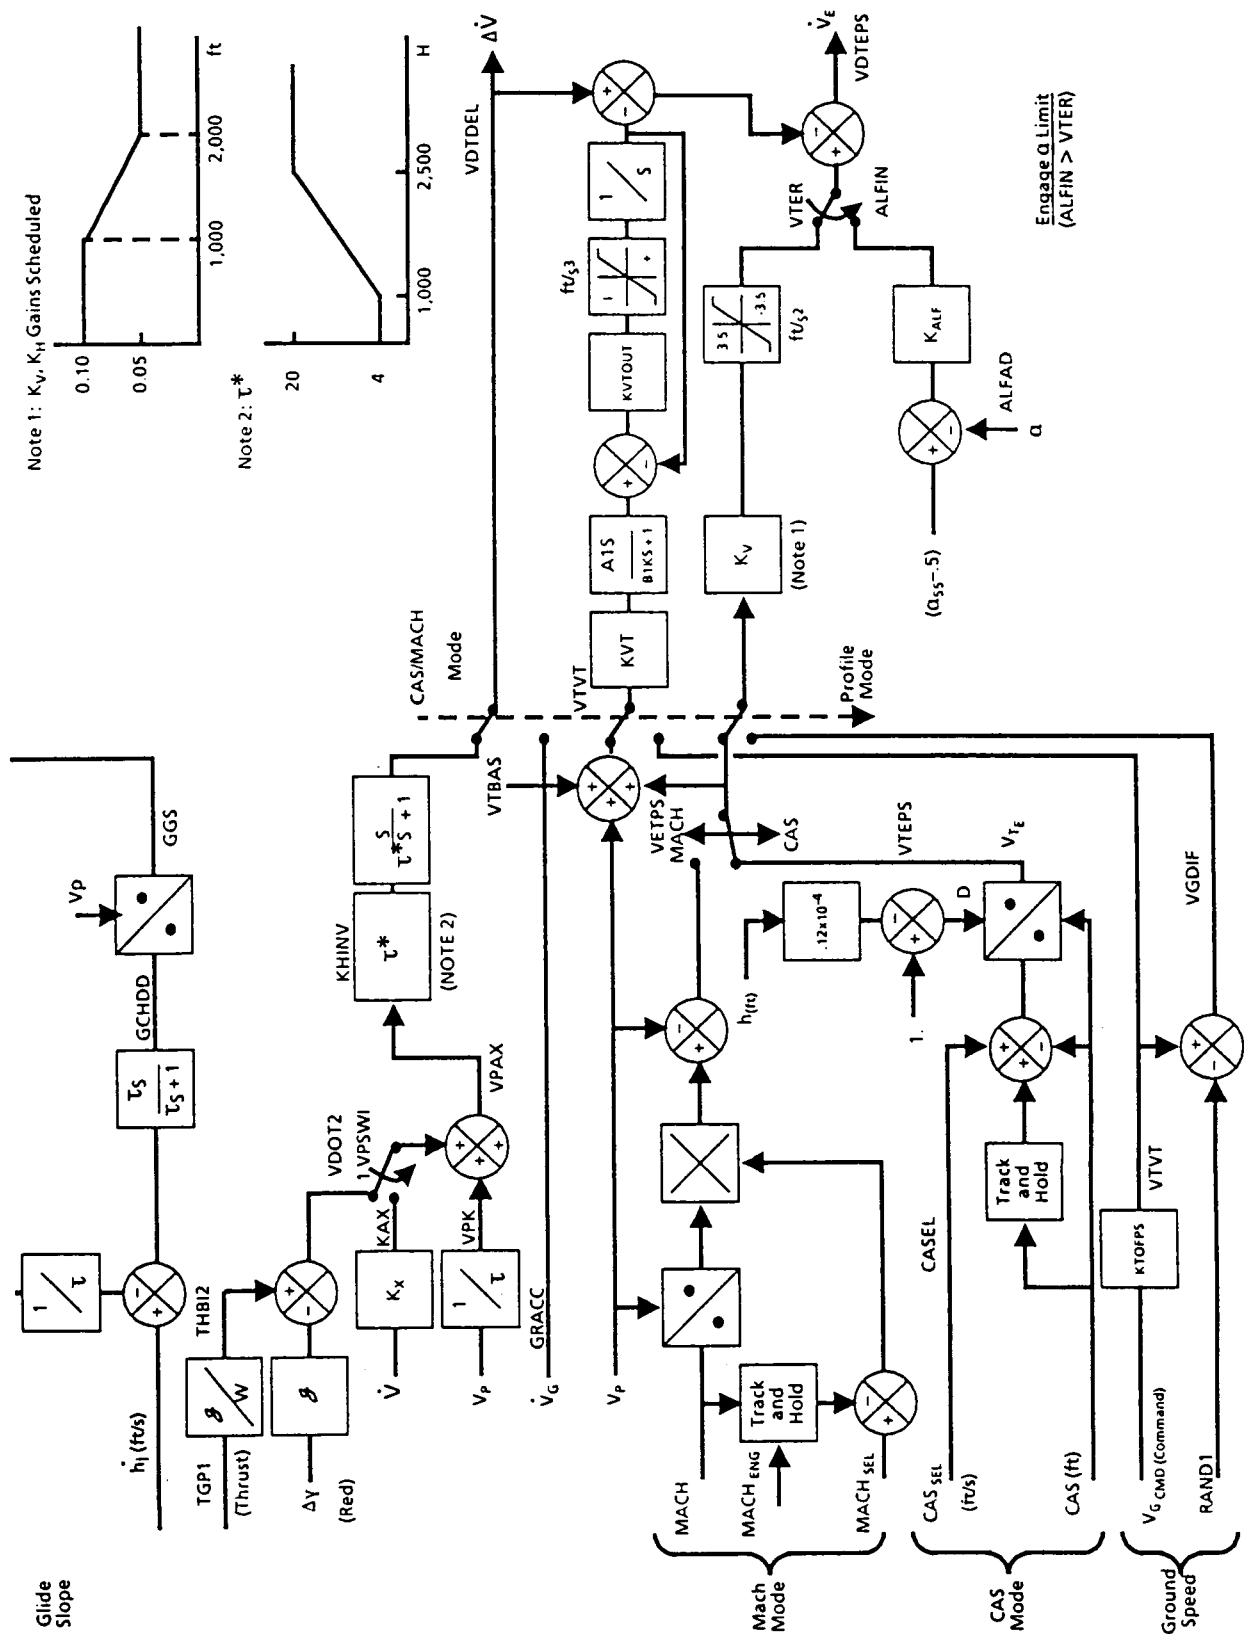 Note 1: K_V, K_H Gains Scheduled
0.10
0.05
1,000
2,000
ft
Note 2: τ*
20
4
1,000
2,500
H
Glide
Slope
ḣ_I (ft/s)
1
τ
+
-
τS
τS + 1
GCHDD
Vp
GGS
TGP1
(Thrust)
g
W
THBI2
Δγ
(Red)
g
+
-
VDOT2
1 VPSWI
V̇
K_X
KAX
V_P
1
τ
VPK
+
+
+
VPAX
KHINV
τ*
(NOTE 2)
S
τ*S + 1
V̇_G
GRACC
CAS/MACH
Mode
VDTDEL
ΔV̇
V_P
VTBAS
+
+
+
VTVT
KVT
A1S
B1KS + 1
+
-
KVTOUT
ft/s3
1
S
+
-
Mach
Mode
MACH
MACH_ENG
MACH_SEL
Track
and
Hold
+
-
+
-
VETPS
MACH
CAS
Profile
Mode
K_V
(Note 1)
3 5
-3.5
ft/s2
VTER
ALFIN
+
-
V̇_E
VDTEPS
Engage α Limit
(ALFIN > VTER)
(α_SS-.5)
+
-
ALFAD
α
K_ALF
CAS
Mode
CAS_SEL
(ft/s)
CASEL
CAS (ft)
Track
and
Hold
+
+
-
h(ft)
.12x10⁻⁴
1.
+
-
D
VTEPS
V_T_E
Ground
Speed
V_G CMD (Command)
KTOFPS
VTVT
RAND1
+
-
VGDIF